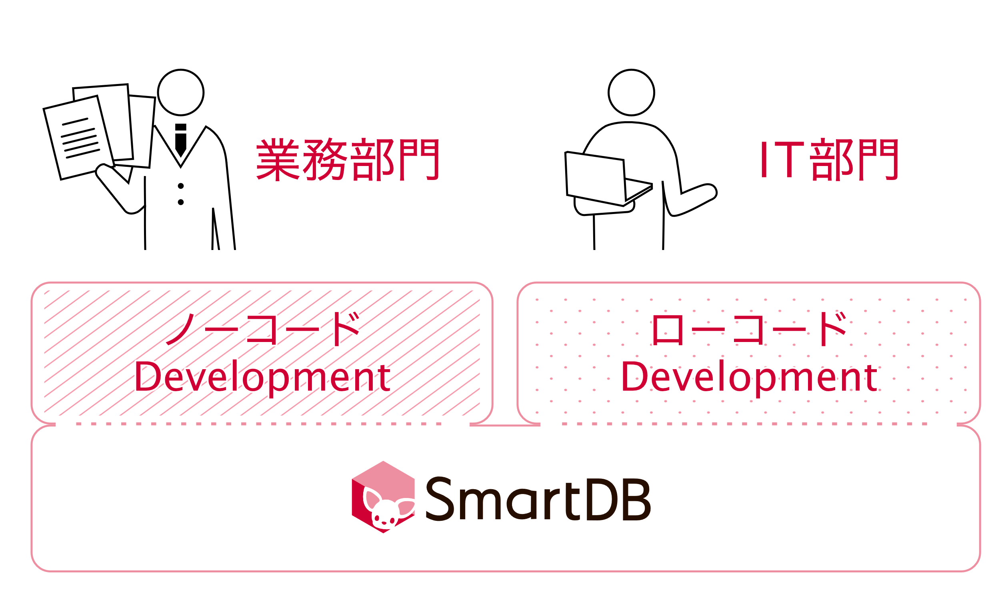 業務部門
IT部門
ノーコード
Development
ローコード
Development
SmartDB